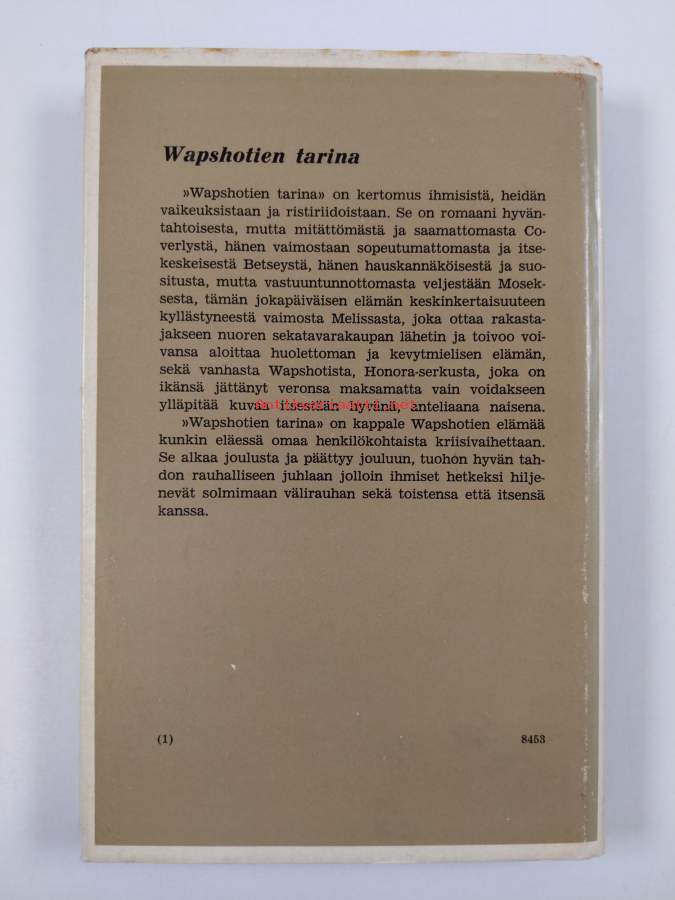 Wapshotien tarina
»Wapshotien tarina» on kertomus ihmisistä, heidän
vaikeuksistaan ja ristiriidoistaan. Se on romaani hyvän-
tahtoisesta, mutta mitättömästä ja saamattomasta Co-
verlystä, hänen vaimostaan sopeutumattomasta ja itse-
keskeisestä Betseystä, hänen hauskannäköisestä ja suo-
situsta, mutta vastuuntunnottomasta veljestään Mosek-
sesta, tämän jokapäiväisen elämän keskinkertaisuuteen
kyllästyneestä vaimosta Melissasta, joka ottaa rakasta-
jakseen nuoren sekatavarakaupan lähetin ja toivoo voi-
vansa aloittaa huolettoman ja kevytmielisen elämän,
sekä vanhasta Wapshotista, Honora-serkusta, joka on
ikänsä jättänyt veronsa maksamatta vain voidakseen
ylläpitää kuvaa itsestään hyvänä, anteliaana naisena.
»Wapshotien tarina» on kappale Wapshotien elämää
kunkin eläessä omaa henkilökohtaista kriisivaihettaan.
Se alkaa joulusta ja päättyy jouluun, tuohon hyvän tah-
don rauhalliseen juhlaan jolloin ihmiset hetkeksi hilje-
nevät solmimaan välirauhan sekä toistensa että itsensä
kanssa.
(1) 8453